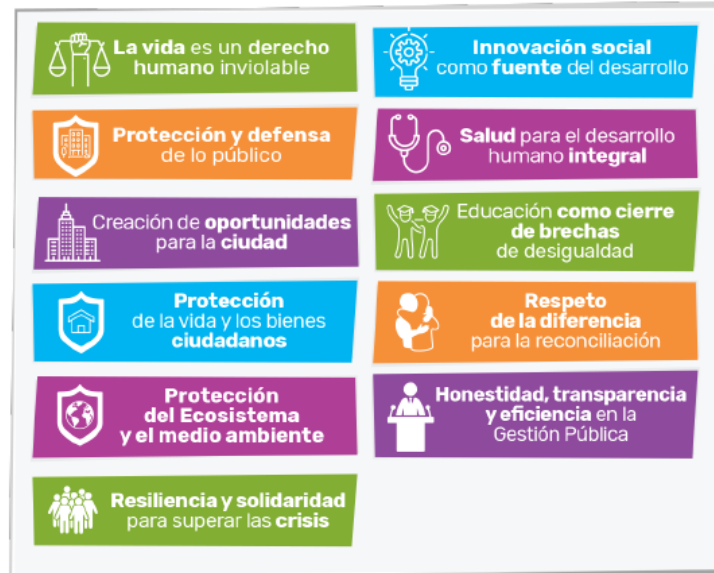 La vida es un derecho
humano inviolable
Protección y defensa
de lo público
Creación de oportunidades
para la ciudad
Protección
de la vida y los bienes
ciudadanos
Protección
del Ecosistema
y el medio ambiente
Resiliencia y solidaridad
para superar las crisis
Innovación social
como fuente del desarrollo
Salud para el desarrollo
humano integral
Educación como cierre
de brechas
de desigualdad
Respeto
de la diferencia
para la reconciliación
Honestidad, transparencia
y eficiencia en la
Gestión Pública